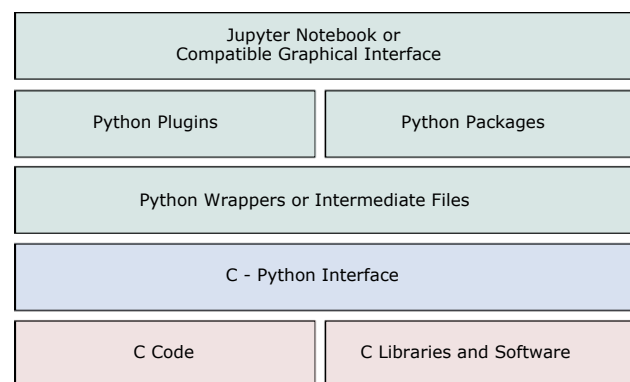 Jupyter Notebook or
Compatible Graphical Interface
Python Plugins
Python Packages
Python Wrappers or Intermediate Files
C - Python Interface
C Code
C Libraries and Software